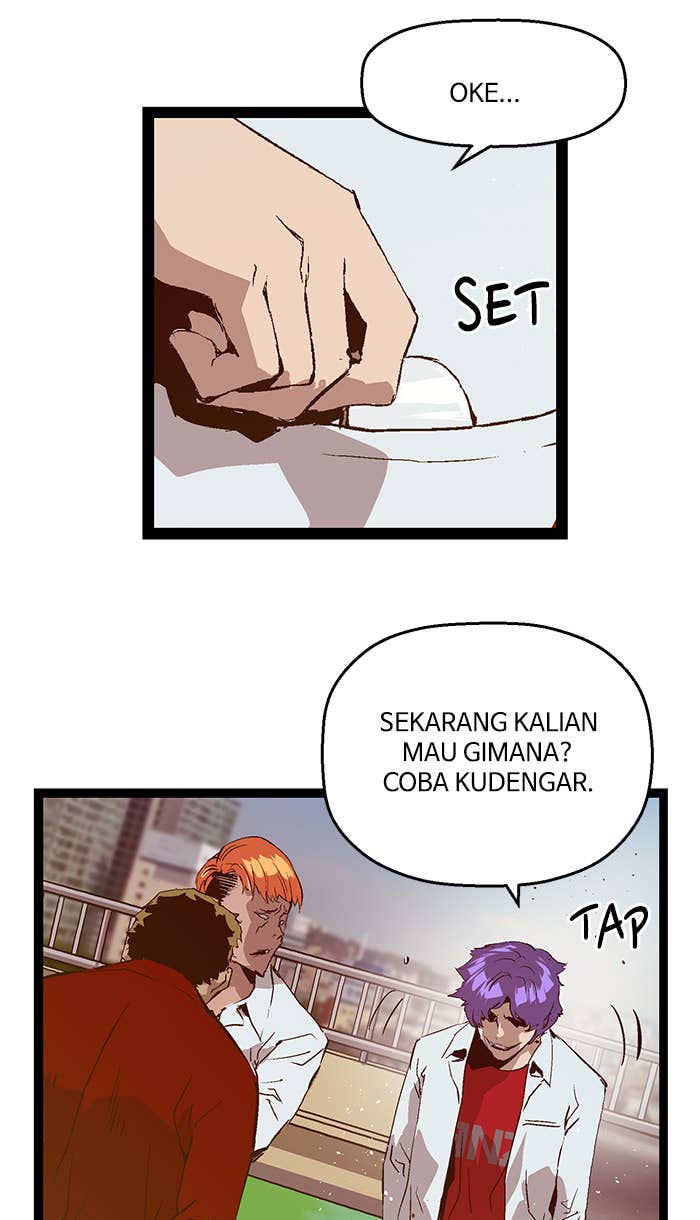 OKE...
SET
SEKARANG KALIAN
MAU GIMANA?
COBA KUDENGAR.
TAP